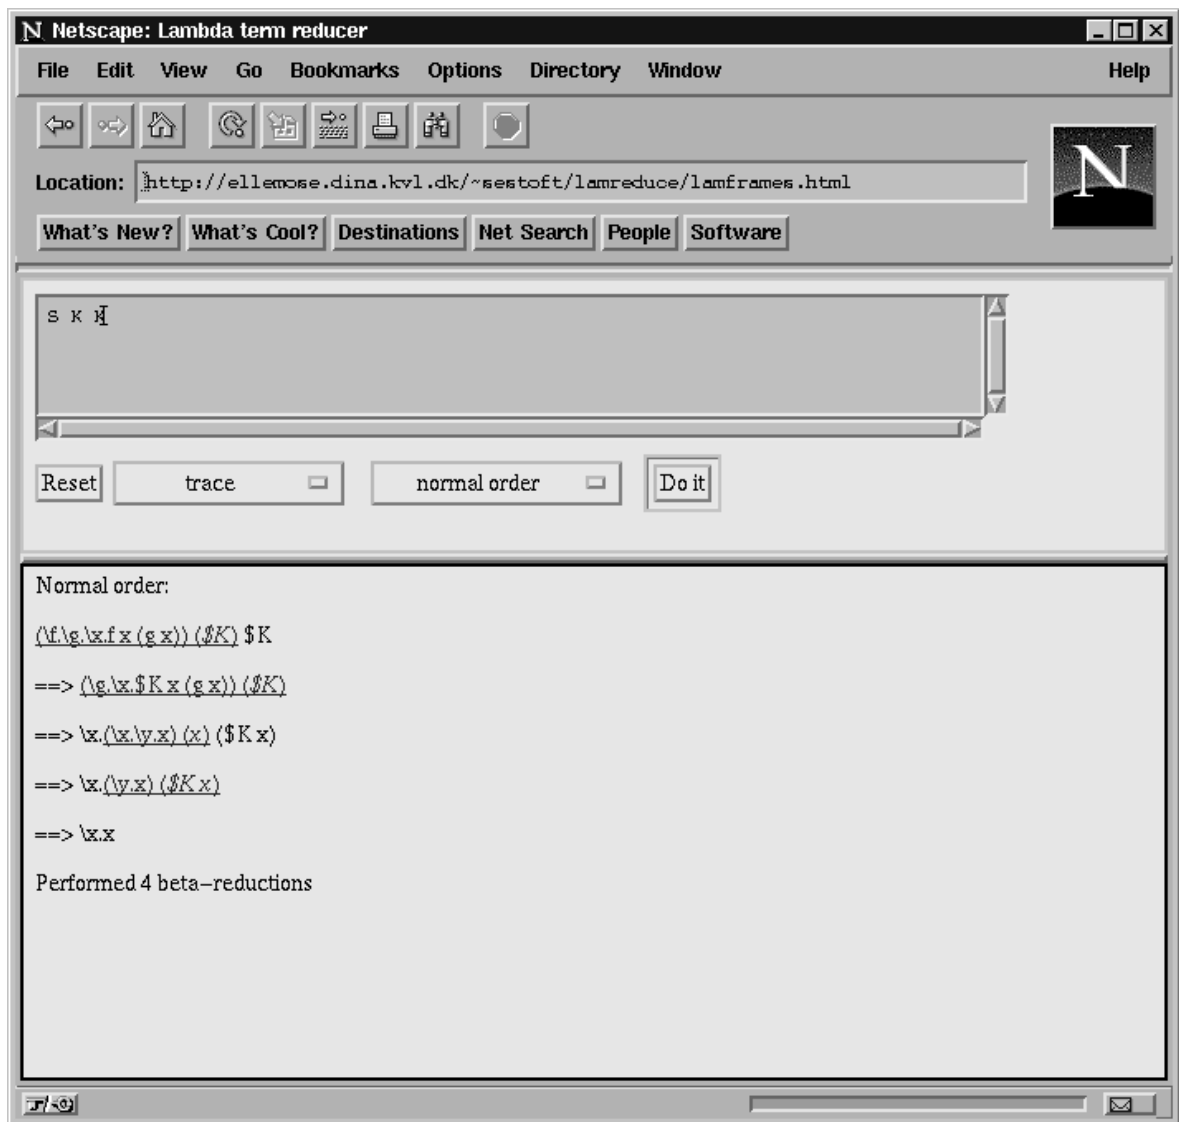 N Netscape: Lambda term reducer
File Edit View Go Bookmarks Options Directory Window Help
Location: http://ellemose.dina.kvl.dk/~sestoft/lamreduce/lamframes.html
N
What's New? What's Cool? Destinations Net Search People Software
S K K
Reset trace normal order Do it
Normal order:
(\f.\g.\x.f x (g x)) ($K) $K
==> (\g.\x.$K x (g x)) ($K)
==> \x.(\x.\y.x) (x) ($K x)
==> \x.(\y.x) ($K x)
==> \x.x
Performed 4 beta–reductions